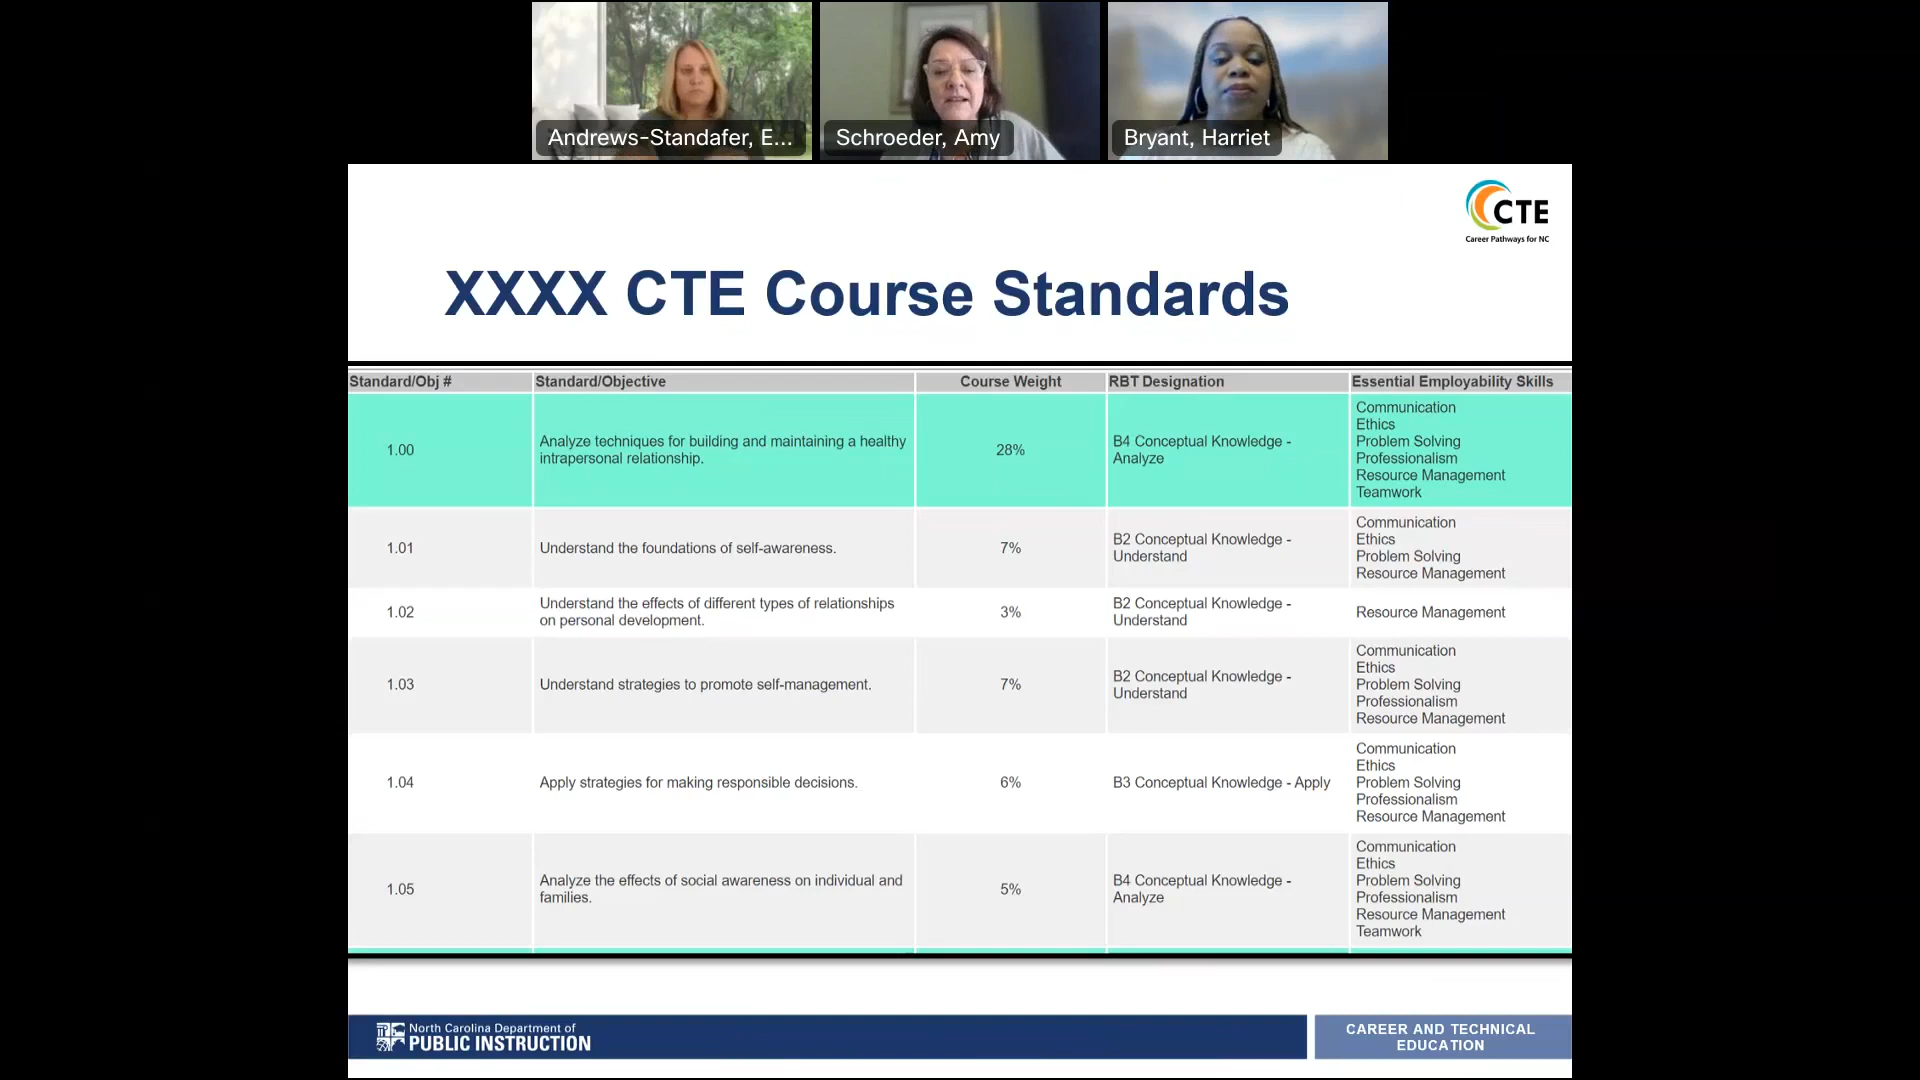 Andrews-Standafer, E...
Schroeder, Amy
Bryant, Harriet
CTE
Career Pathways for NC
XXXX CTE Course Standards
Standard/Obj # Standard/Objective Course Weight RBT Designation Essential Employability Skills
1.00
Analyze techniques for building and maintaining a healthy
intrapersonal relationship.
28%
B4 Conceptual Knowledge -
Analyze
Communication
Ethics
Problem Solving
Professionalism
Resource Management
Teamwork
1.01
Understand the foundations of self-awareness.
7%
B2 Conceptual Knowledge -
Understand
Communication
Ethics
Problem Solving
Resource Management
1.02
Understand the effects of different types of relationships
on personal development.
3%
B2 Conceptual Knowledge -
Understand
Resource Management
1.03
Understand strategies to promote self-management.
7%
B2 Conceptual Knowledge -
Understand
Communication
Ethics
Problem Solving
Professionalism
Resource Management
1.04
Apply strategies for making responsible decisions.
6%
B3 Conceptual Knowledge - Apply
Communication
Ethics
Problem Solving
Professionalism
Resource Management
1.05
Analyze the effects of social awareness on individual and
families.
5%
B4 Conceptual Knowledge -
Analyze
Communication
Ethics
Problem Solving
Professionalism
Resource Management
Teamwork
North Carolina Department of
PUBLIC INSTRUCTION
CAREER AND TECHNICAL
EDUCATION